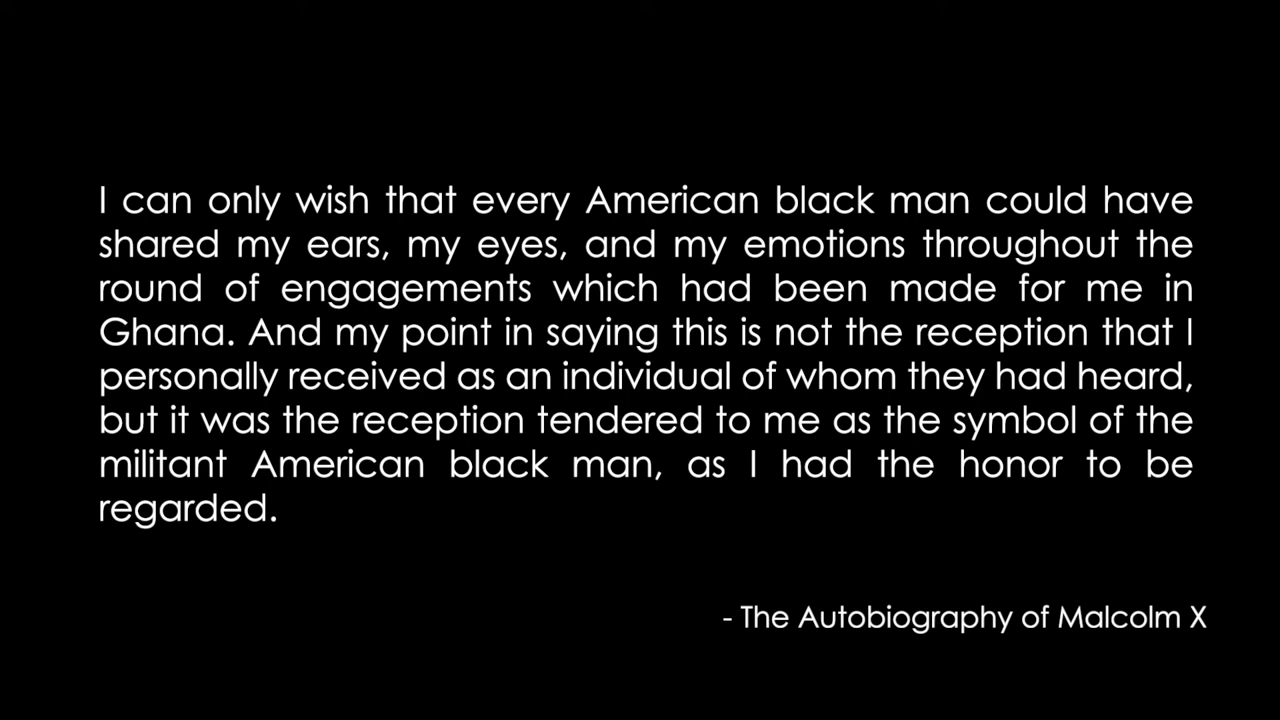 I can only wish that every American black man could have
shared my ears, my eyes, and my emotions throughout the
round of engagements which had been made for me in
Ghana. And my point in saying this is not the reception that I
personally received as an individual of whom they had heard,
but it was the reception tendered to me as the symbol of the
militant American black man, as I had the honor to be
regarded.
- The Autobiography of Malcolm X